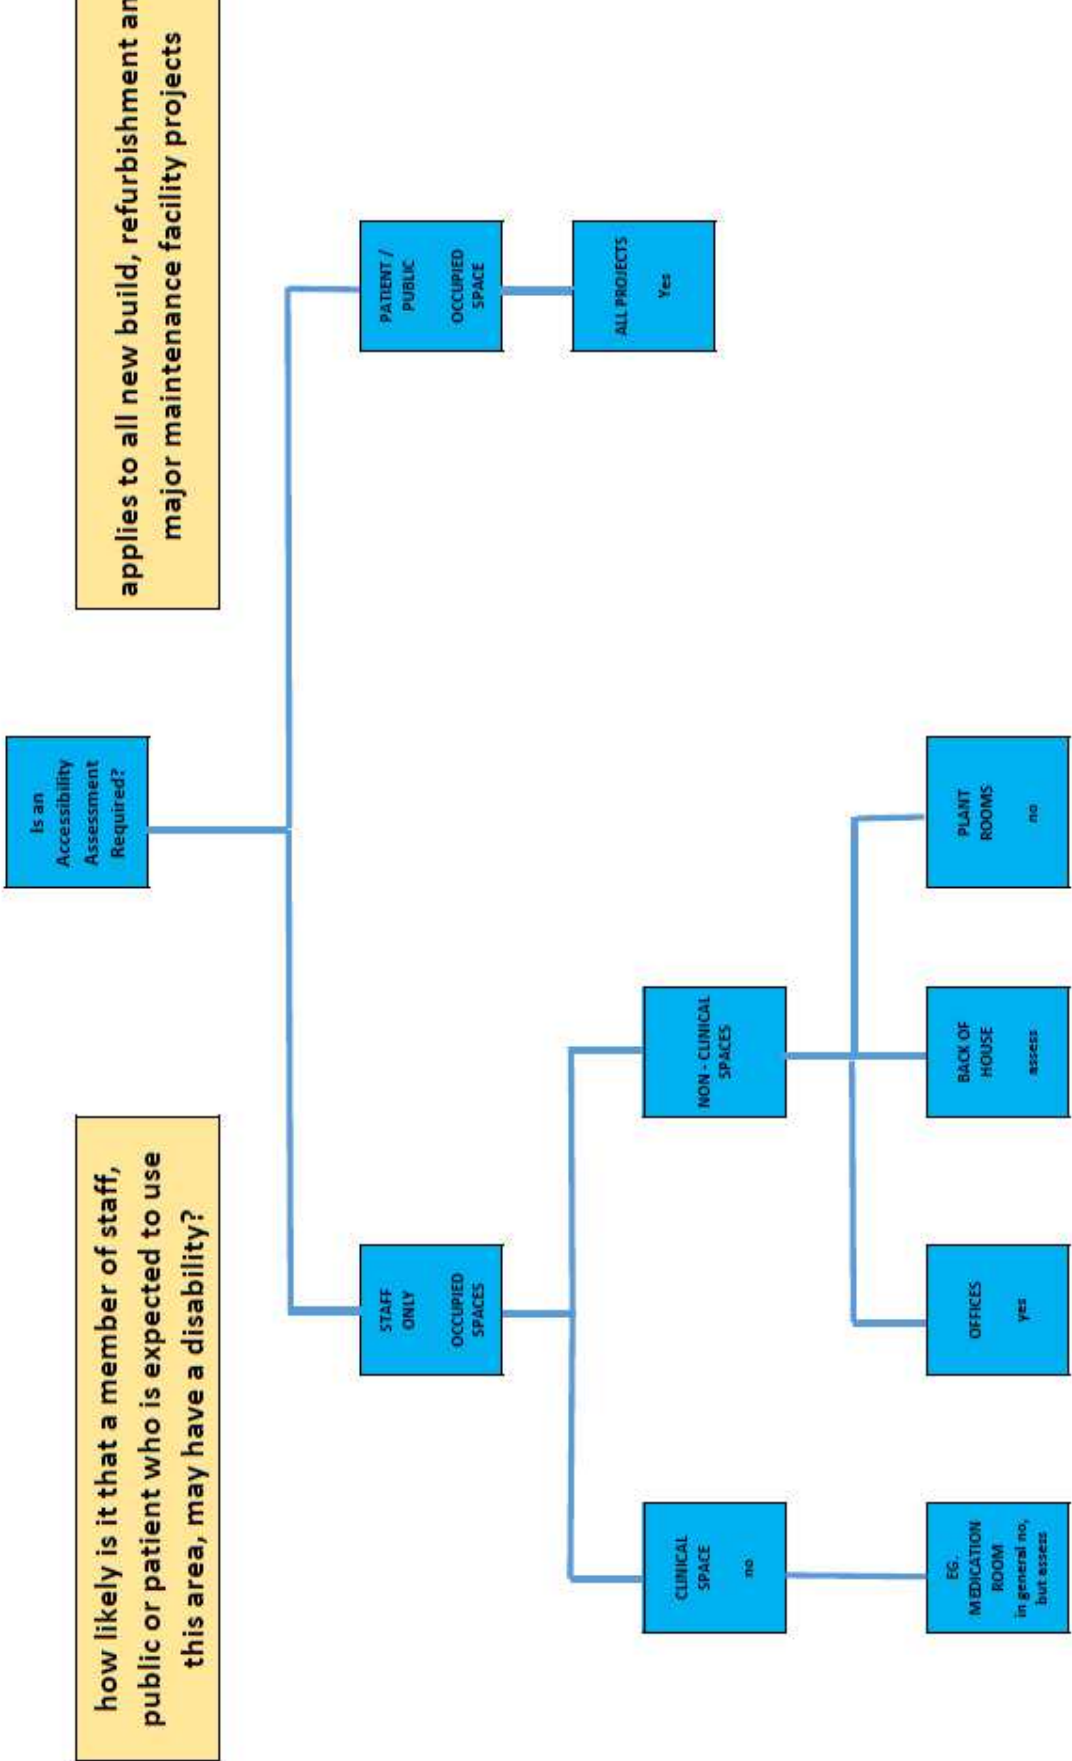 how likely is it that a member of staff,
public or patient who is expected to use
this area, may have a disability?
Is an
Accessibility
Assessment
Required?
applies to all new build, refurbishment an
major maintenance facility projects
STAFF
ONLY
OCCUPIED
SPACES
PATIENT /
PUBLIC
OCCUPIED
SPACE
ALL PROJECTS
Yes
CLINICAL
SPACE
no
NON - CLINICAL
SPACES
EG.
MEDICATION
ROOM
in general no,
but assess
OFFICES
yes
BACK OF
HOUSE
assess
PLANT
ROOMS
no